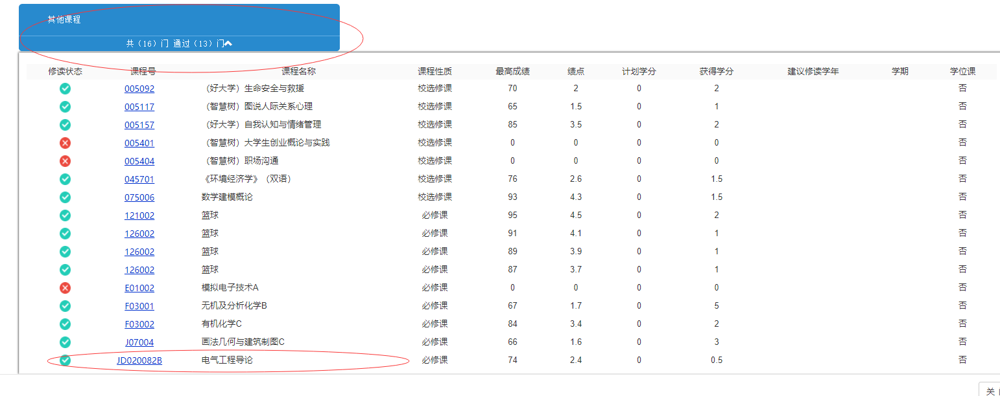 其他课程
共（16）门 通过（13）门
修读状态 课程号 课程名称 课程性质 最高成绩 绩点 计划学分 获得学分 建议修读学年 学期 学位课
005092 （好大学）生命安全与救援 校选修课 70 2 0 2 否
005117 （智慧树）图说人际关系心理 校选修课 65 1.5 0 1 否
005157 （好大学）自我认知与情绪管理 校选修课 85 3.5 0 2 否
005401 （智慧树）大学生创业概论与实践 校选修课 0 0 0 0 否
005404 （智慧树）职场沟通 校选修课 0 0 0 0 否
045701 《环境经济学》（双语） 校选修课 76 2.6 0 1.5 否
075006 数学建模概论 校选修课 93 4.3 0 1.5 否
121002 篮球 必修课 95 4.5 0 2 否
126002 篮球 必修课 91 4.1 0 1 否
126002 篮球 必修课 89 3.9 0 1 否
126002 篮球 必修课 87 3.7 0 1 否
E01002 模拟电子技术A 必修课 0 0 0 0 否
F03001 无机及分析化学B 必修课 67 1.7 0 5 否
F03002 有机化学C 必修课 84 3.4 0 2 否
J07004 画法几何与建筑制图C 必修课 66 1.6 0 3 否
JD020082B 电气工程导论 必修课 74 2.4 0 0.5 否
关